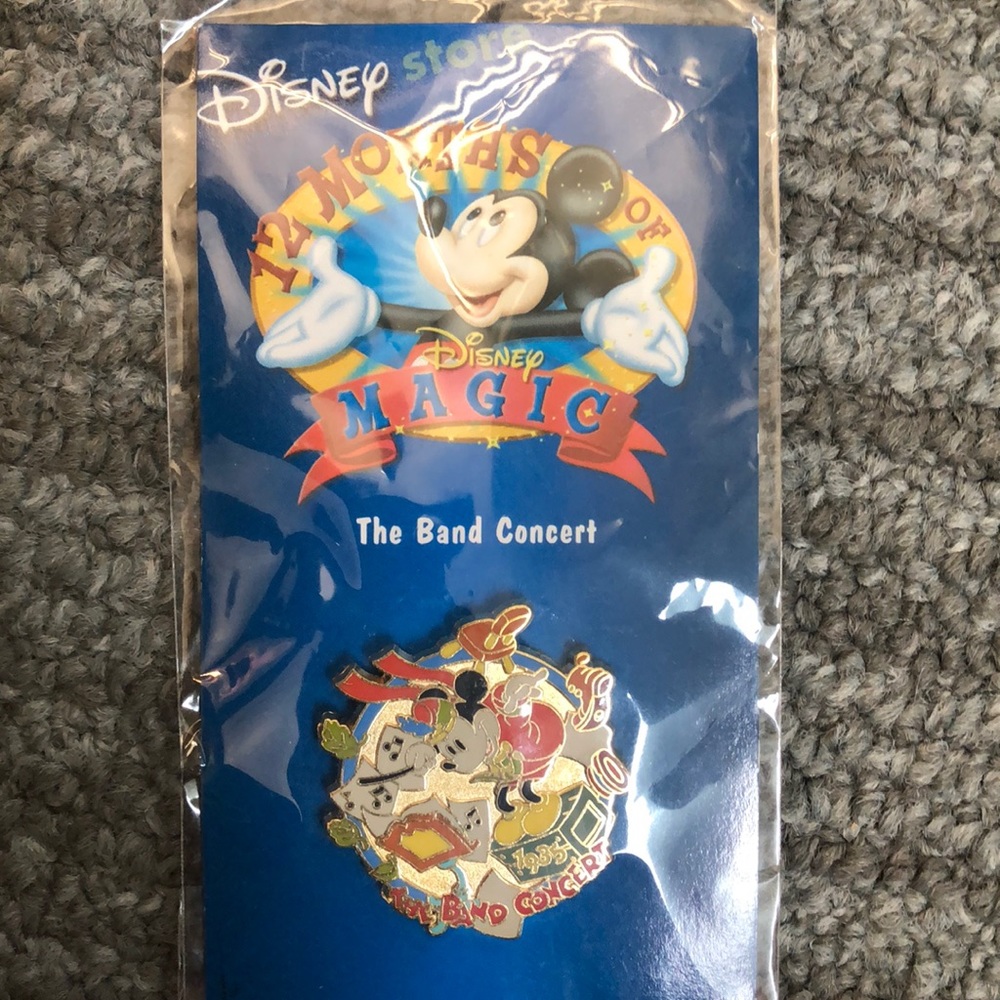 Disney store
12 MONTHS OF
Disney
MAGIC
The Band Concert
1935
THE BAND CONCERT